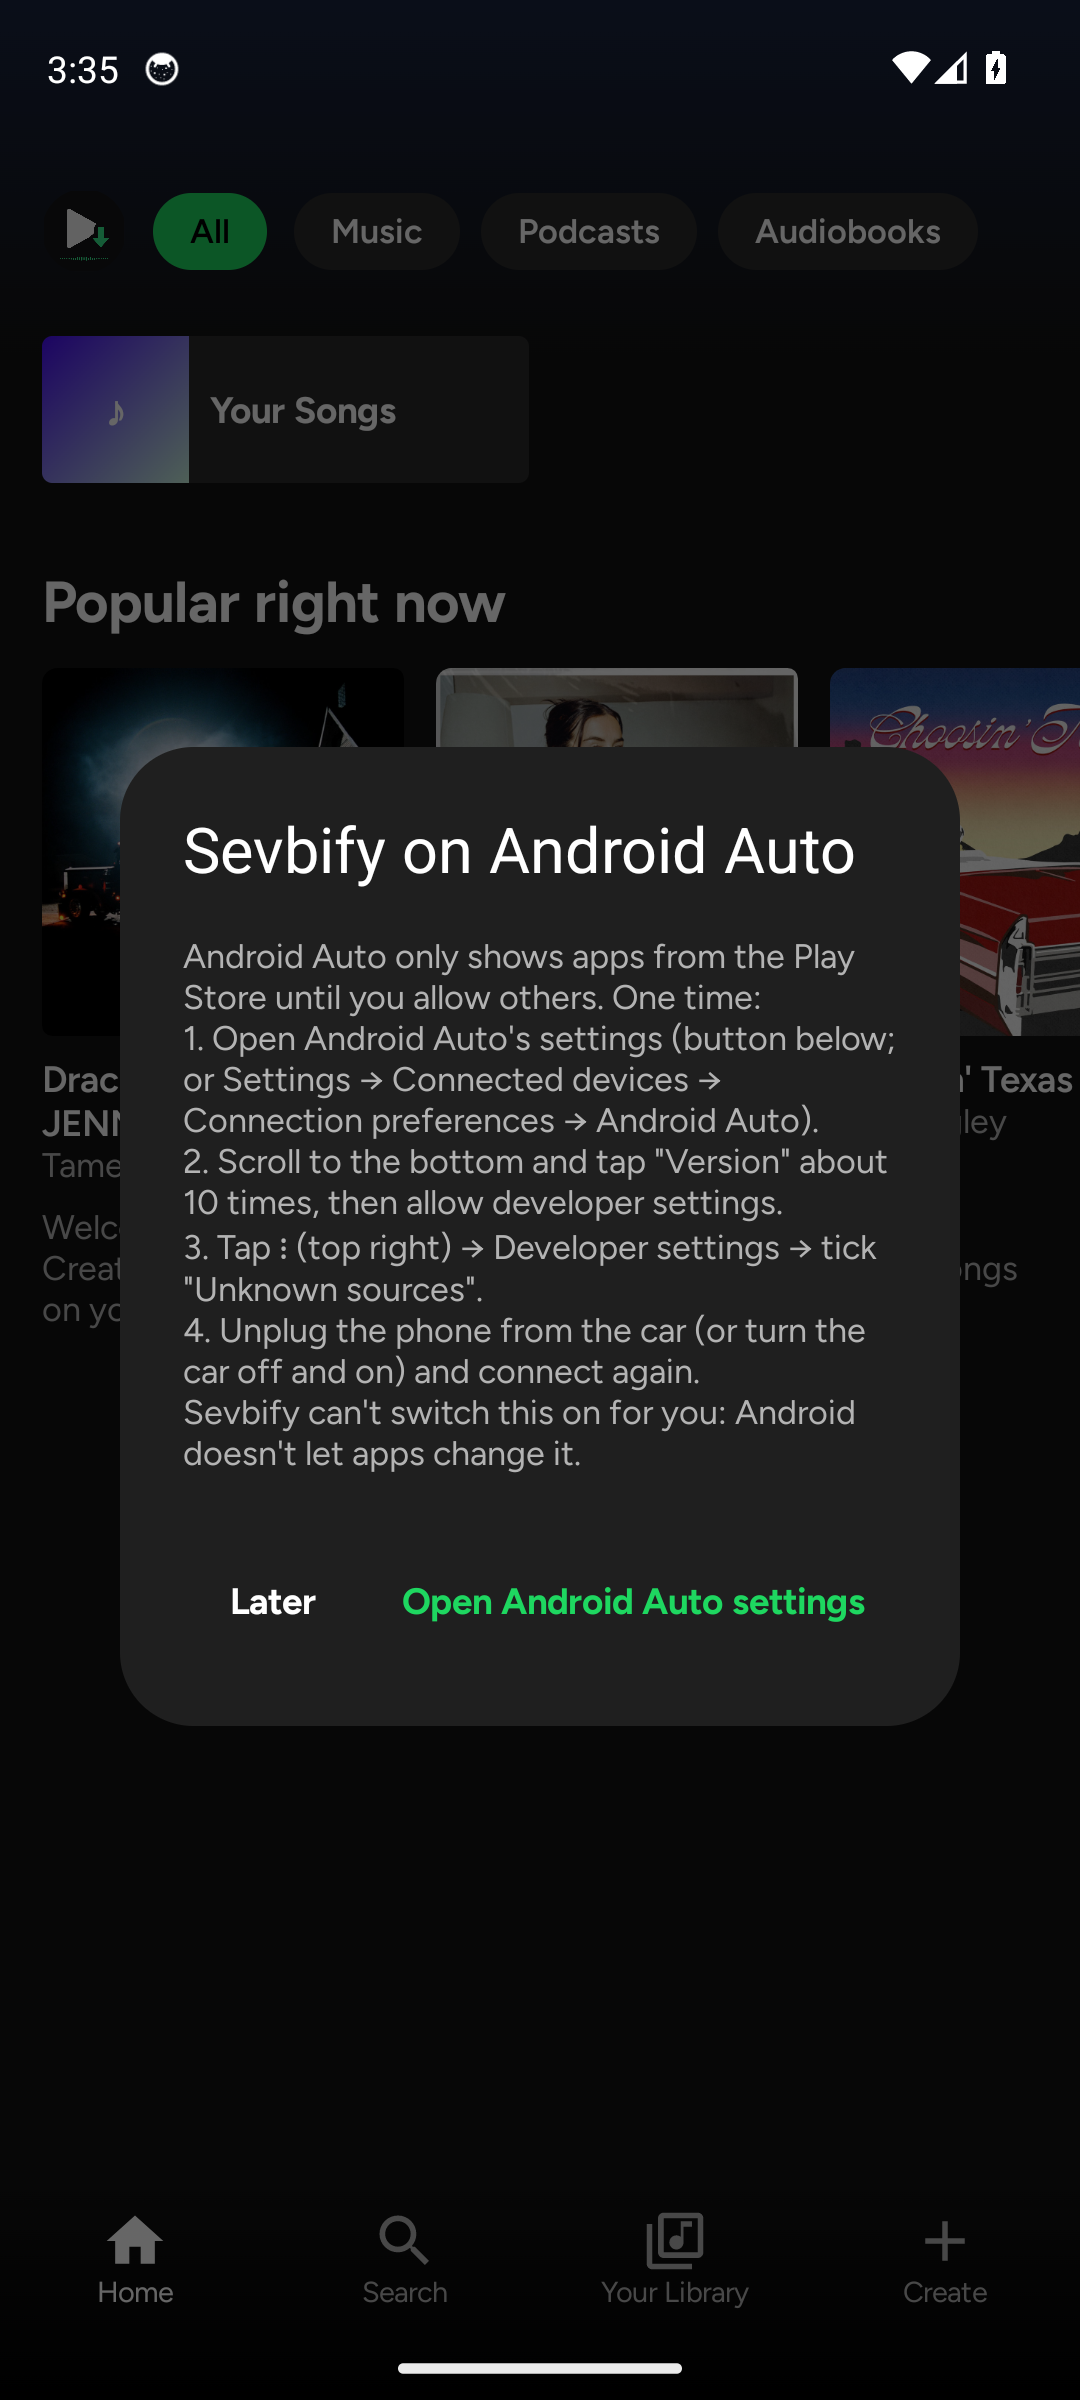 3:35
All
Music
Podcasts
Audiobooks
♪
Your Songs
Popular right now
Choosin'
Sevbify on Android Auto
Android Auto only shows apps from the Play
Store until you allow others. One time:
1. Open Android Auto's settings (button below;
or Settings → Connected devices →
Connection preferences → Android Auto).
2. Scroll to the bottom and tap "Version" about
10 times, then allow developer settings.
3. Tap ⋮ (top right) → Developer settings → tick
"Unknown sources".
4. Unplug the phone from the car (or turn the
car off and on) and connect again.
Sevbify can't switch this on for you: Android
doesn't let apps change it.
Later
Open Android Auto settings
Texas
Tame
on
Home
Search
Your Library
Create